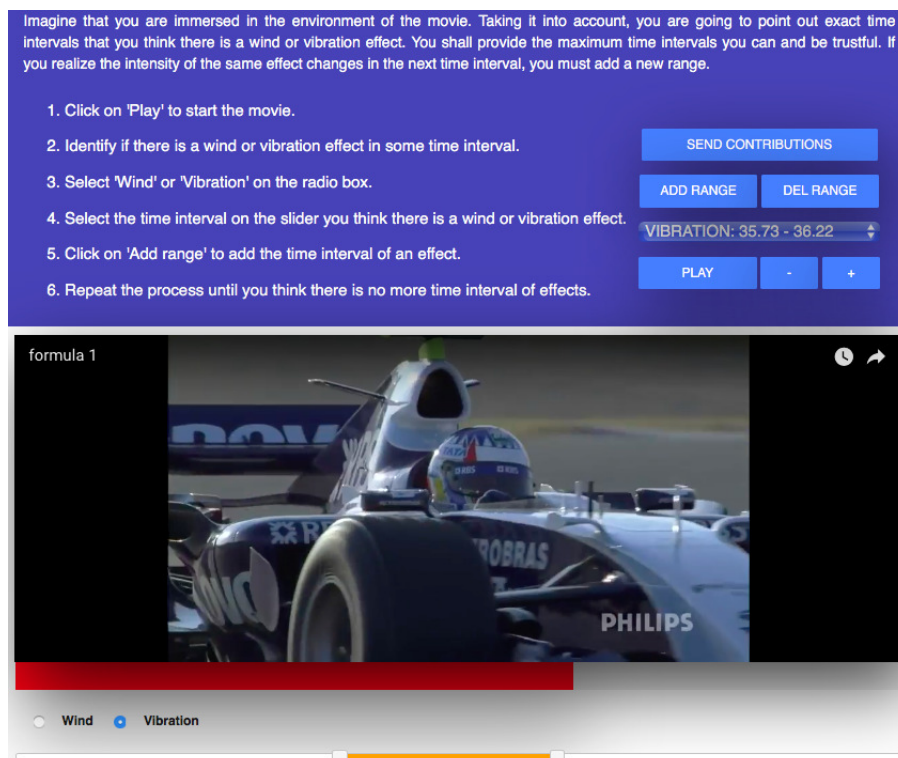 Imagine that you are immersed in the environment of the movie. Taking it into account, you are going to point out exact time
intervals that you think there is a wind or vibration effect. You shall provide the maximum time intervals you can and be trustful. If
you realize the intensity of the same effect changes in the next time interval, you must add a new range.
1. Click on 'Play' to start the movie.
2. Identify if there is a wind or vibration effect in some time interval.
3. Select 'Wind' or 'Vibration' on the radio box.
4. Select the time interval on the slider you think there is a wind or vibration effect.
5. Click on 'Add range' to add the time interval of an effect.
6. Repeat the process until you think there is no more time interval of effects.
SEND CONTRIBUTIONS
ADD RANGE DEL RANGE
VIBRATION: 35.73 - 36.22
PLAY - +
formula 1
TATA
RBS
ROBRAS
PHILIPS
Wind Vibration